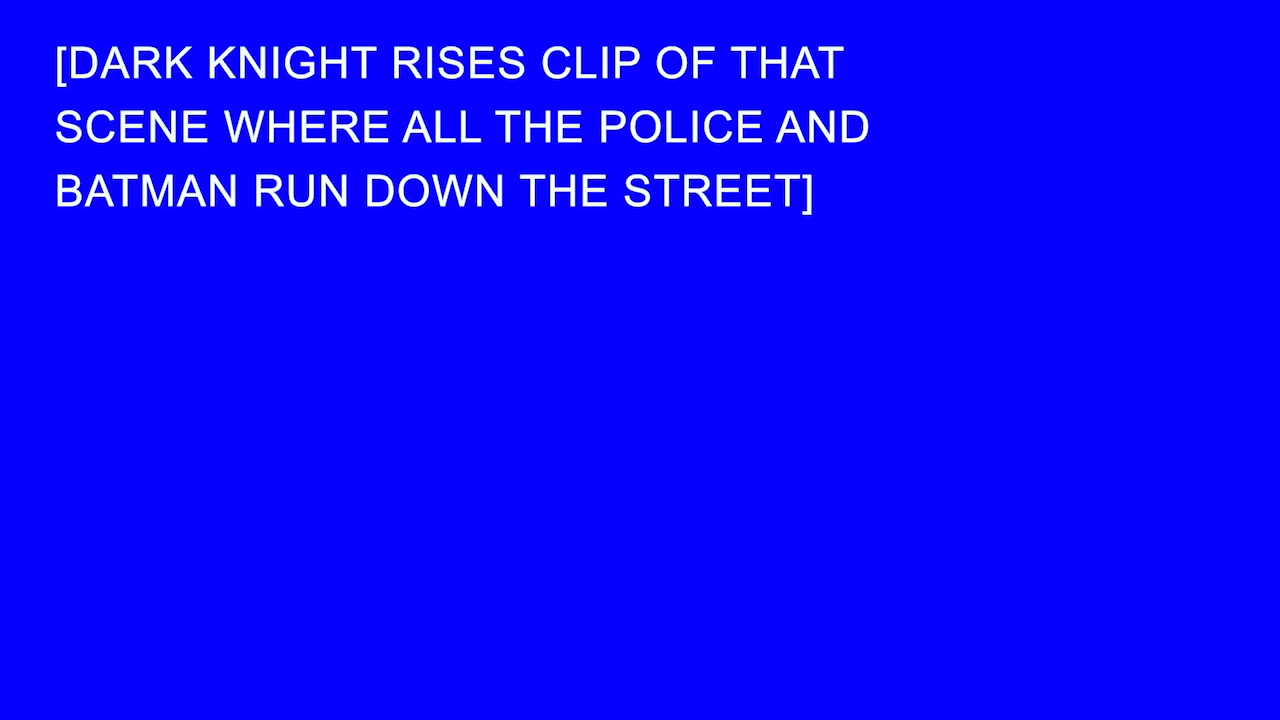 [DARK KNIGHT RISES CLIP OF THAT
SCENE WHERE ALL THE POLICE AND
BATMAN RUN DOWN THE STREET]